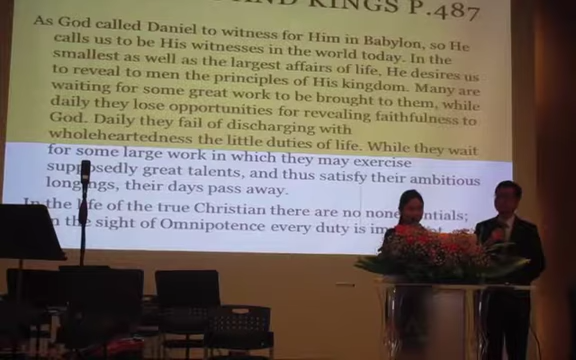 AND KINGS P.487
As God called Daniel to witness for Him in Babylon, so He
calls us to be His witnesses in the world today. In the
smallest as well as the largest affairs of life, He desires us
to reveal to men the principles of His kingdom. Many are
waiting for some great work to be brought to them, while
daily they lose opportunities for revealing faithfulness to
God. Daily they fail of discharging with
wholeheartedness the little duties of life. While they wait
for some large work in which they may exercise
supposedly great talents, and thus satisfy their ambitious
longings, their days pass away.
In the life of the true Christian there are no
in the sight of Omnipotence every duty is